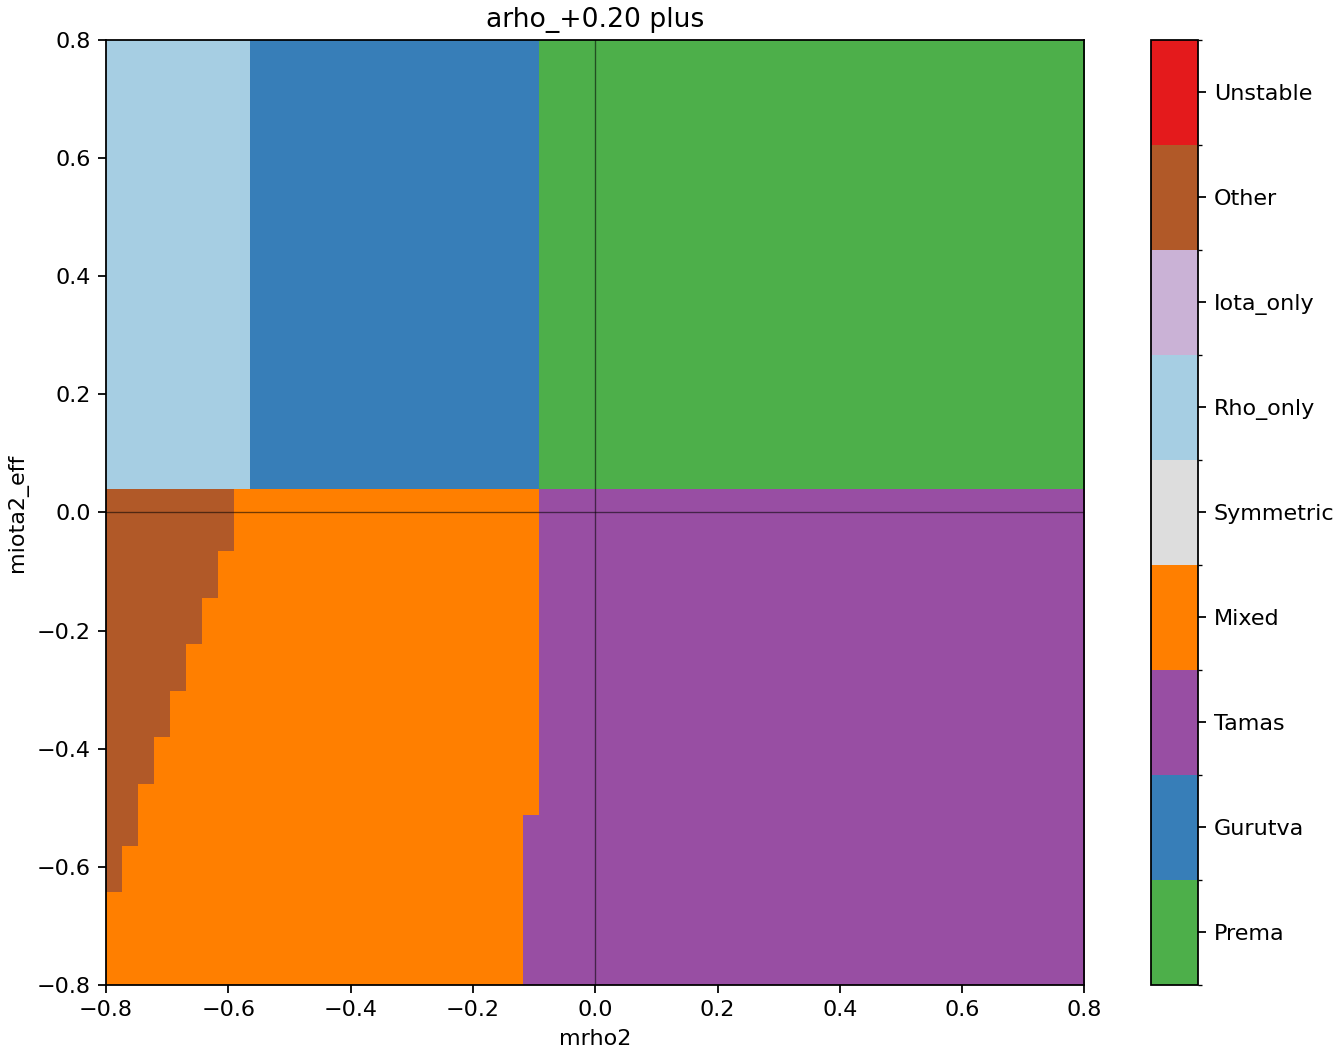 arho_+0.20 plus
miota2_eff
0.8
0.6
0.4
0.2
0.0
−0.2
−0.4
−0.6
−0.8
−0.8 −0.6 −0.4 −0.2 0.0 0.2 0.4 0.6 0.8
mrho2
Unstable
Other
Iota_only
Rho_only
Symmetric
Mixed
Tamas
Gurutva
Prema